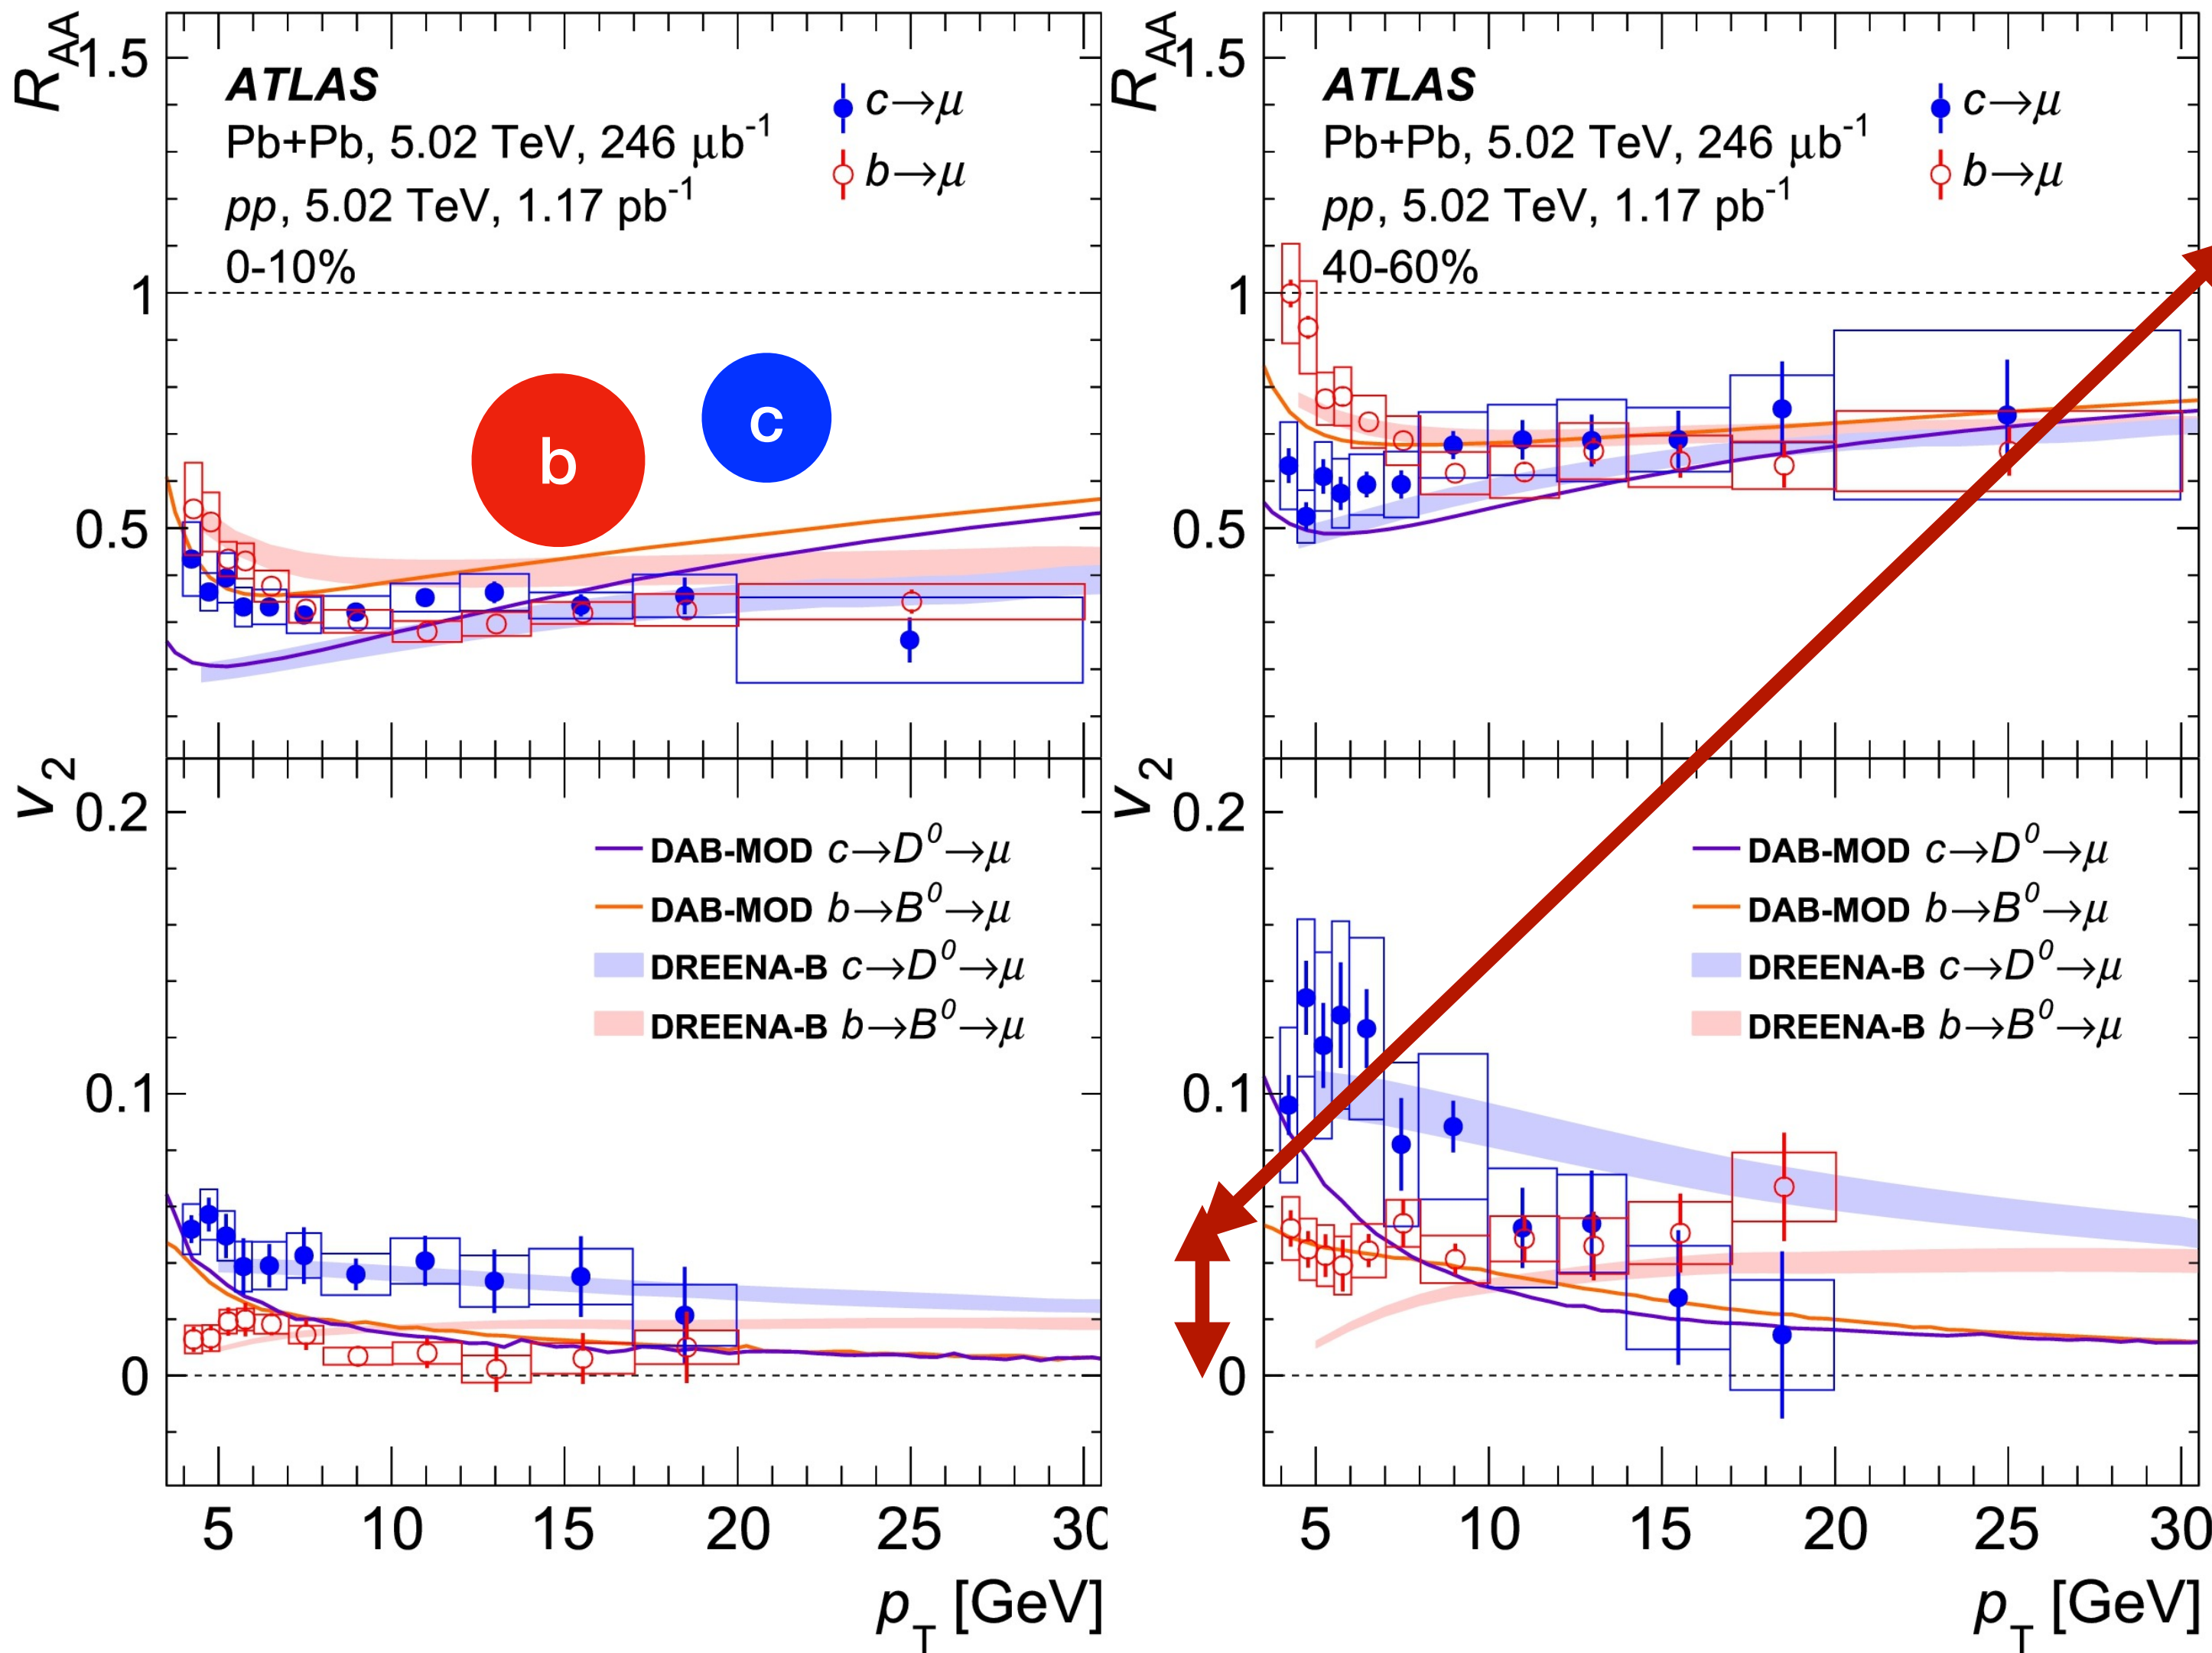 R_AA
1.5
ATLAS
Pb+Pb, 5.02 TeV, 246 μb^-1
pp, 5.02 TeV, 1.17 pb^-1
0-10%
c→μ
b→μ
1
0.5
b
c
v_2
0.2
0.1
0
DAB-MOD c→D^0→μ
DAB-MOD b→B^0→μ
DREENA-B c→D^0→μ
DREENA-B b→B^0→μ
5 10 15 20 25 30
p_T [GeV]
R_AA
1.5
ATLAS
Pb+Pb, 5.02 TeV, 246 μb^-1
pp, 5.02 TeV, 1.17 pb^-1
40-60%
c→μ
b→μ
1
0.5
v_2
0.2
0.1
0
DAB-MOD c→D^0→μ
DAB-MOD b→B^0→μ
DREENA-B c→D^0→μ
DREENA-B b→B^0→μ
5 10 15 20 25 30
p_T [GeV]